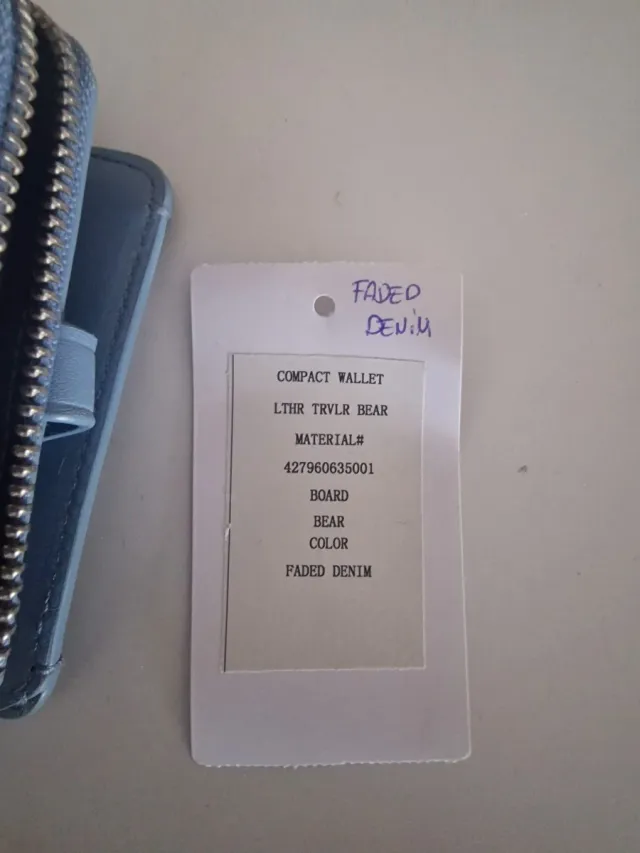 FADED
DENiM
COMPACT WALLET
LTHR TRVLR BEAR
MATERIAL#
427960635001
BOARD
BEAR
COLOR
FADED DENIM